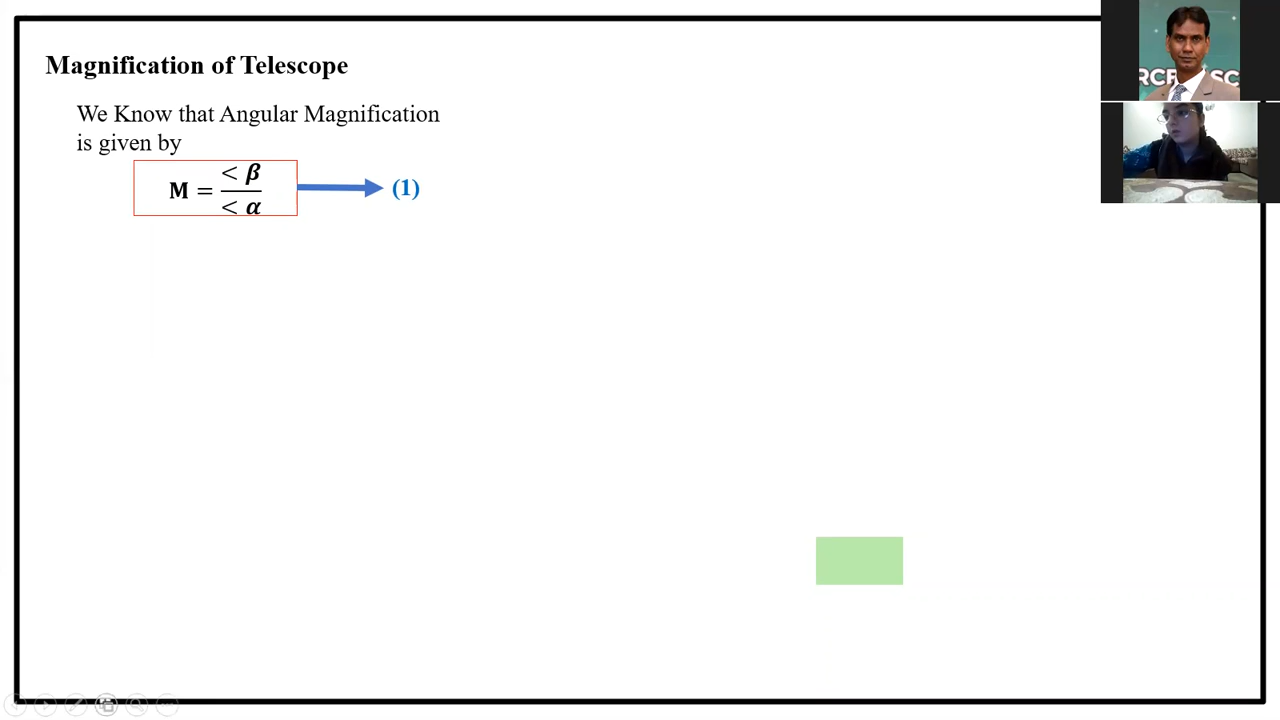 Magnification of Telescope
We Know that Angular Magnification
is given by
M = < β / < α
(1)